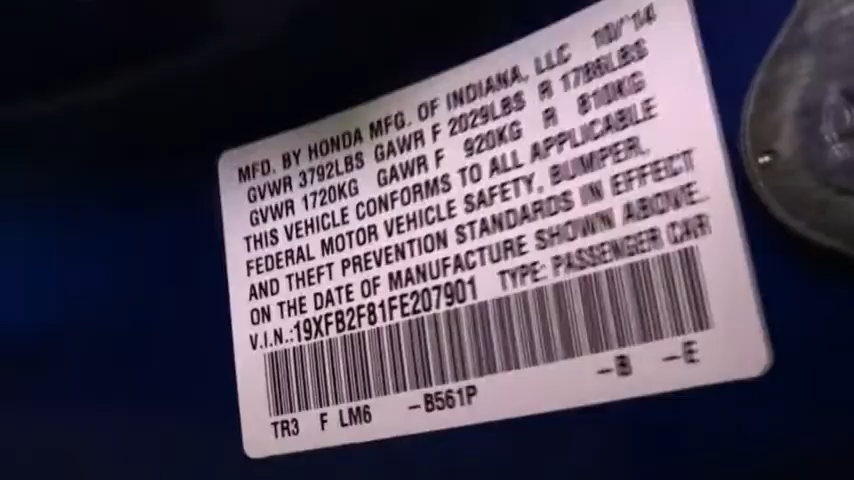 MFD. BY HONDA MFG. OF INDIANA, LLC 10/'14
GVWR 3792LBS GAWR F 2029LBS R 1786LBS
GVWR 1720KG GAWR F 920KG R 810KG
THIS VEHICLE CONFORMS TO ALL APPLICABLE
FEDERAL MOTOR VEHICLE SAFETY, BUMPER,
AND THEFT PREVENTION STANDARDS IN EFFECT
ON THE DATE OF MANUFACTURE SHOWN ABOVE.
V.I.N.:19XFB2F81FE207901 TYPE: PASSENGER CAR
TR3 F LM6 -B561P -B -E